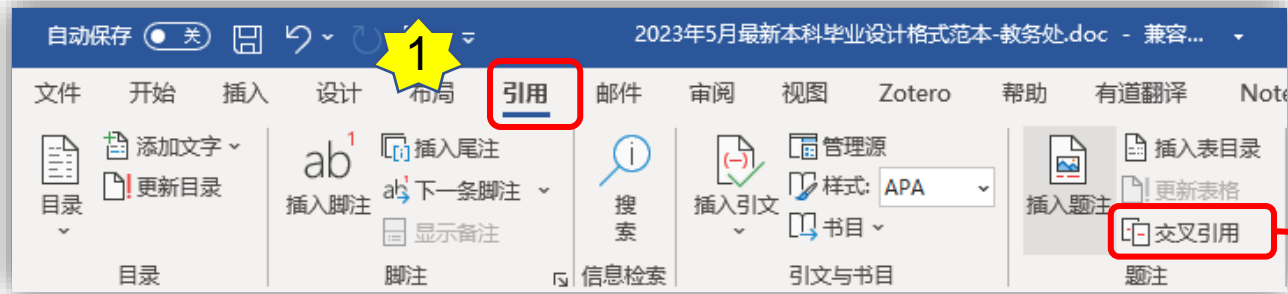 自动保存 关 2023年5月最新本科毕业设计格式范本-教务处.doc - 兼容...
1
文件 开始 插入 设计 布局 引用 邮件 审阅 视图 Zotero 帮助 有道翻译 Note
添加文字 ab1 插入尾注 管理源 插入表目录
更新目录 下一条脚注 样式: APA 更新表格
目录 插入脚注 显示备注 搜索 插入引文 书目 插入题注 交叉引用
目录 脚注 信息检索 引文与书目 题注